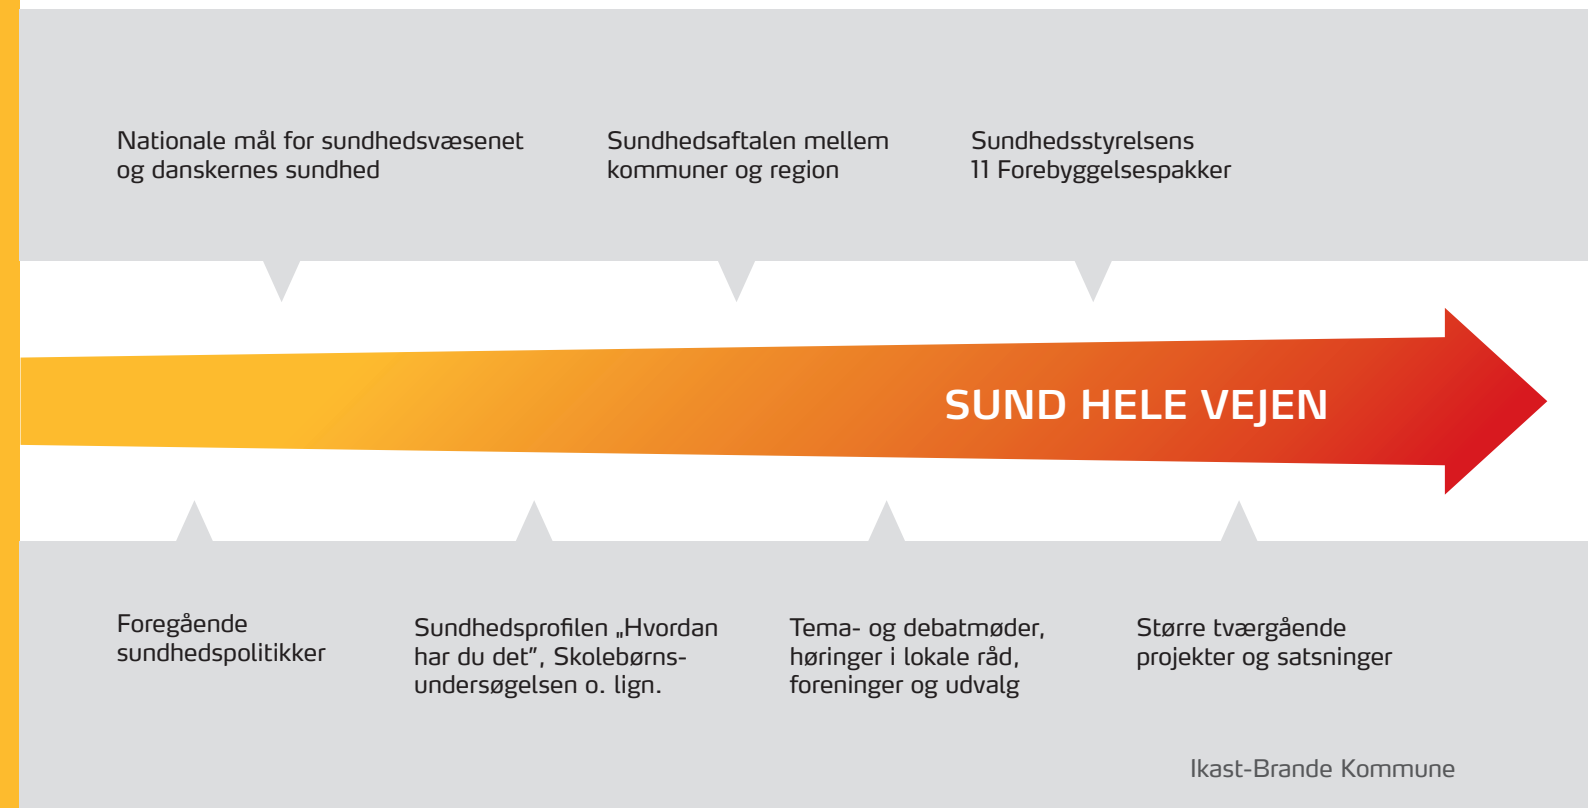 Nationale mål for sundhedsvæsenet
og danskernes sundhed
Sundhedsaftalen mellem
kommuner og region
Sundhedsstyrelsens
11 Forebyggelsespakker
SUND HELE VEJEN
Foregående
sundhedspolitikker
Sundhedsprofilen „Hvordan
har du det”, Skolebørns-
undersøgelsen o. lign.
Tema- og debatmøder,
høringer i lokale råd,
foreninger og udvalg
Større tværgående
projekter og satsninger
Ikast-Brande Kommune